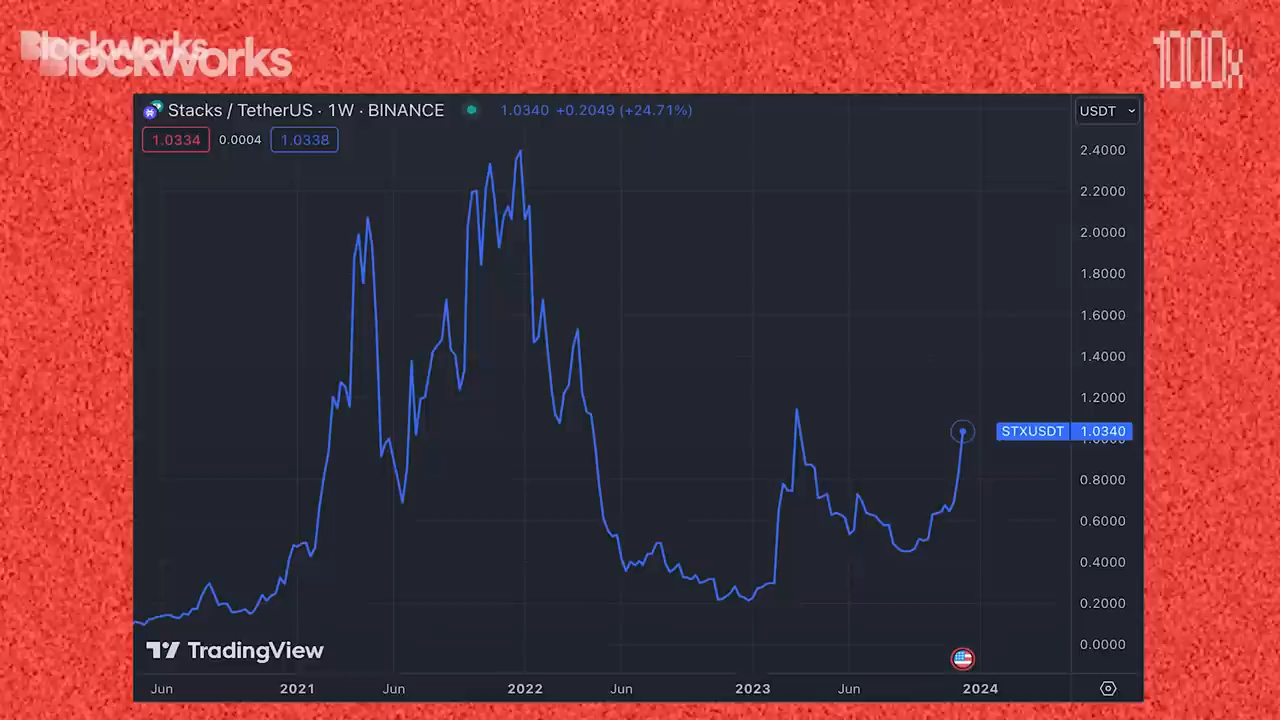 Blockworks
Blockworks
1000x
Stacks / TetherUS · 1W · BINANCE
1.0340 +0.2049 (+24.71%)
USDT
1.0334
0.0004
1.0338
2.4000
2.2000
2.0000
1.8000
1.6000
1.4000
1.2000
STXUSDT
1.0340
0.8000
0.6000
0.4000
0.2000
0.0000
TradingView
Jun
2021
Jun
2022
Jun
2023
Jun
2024